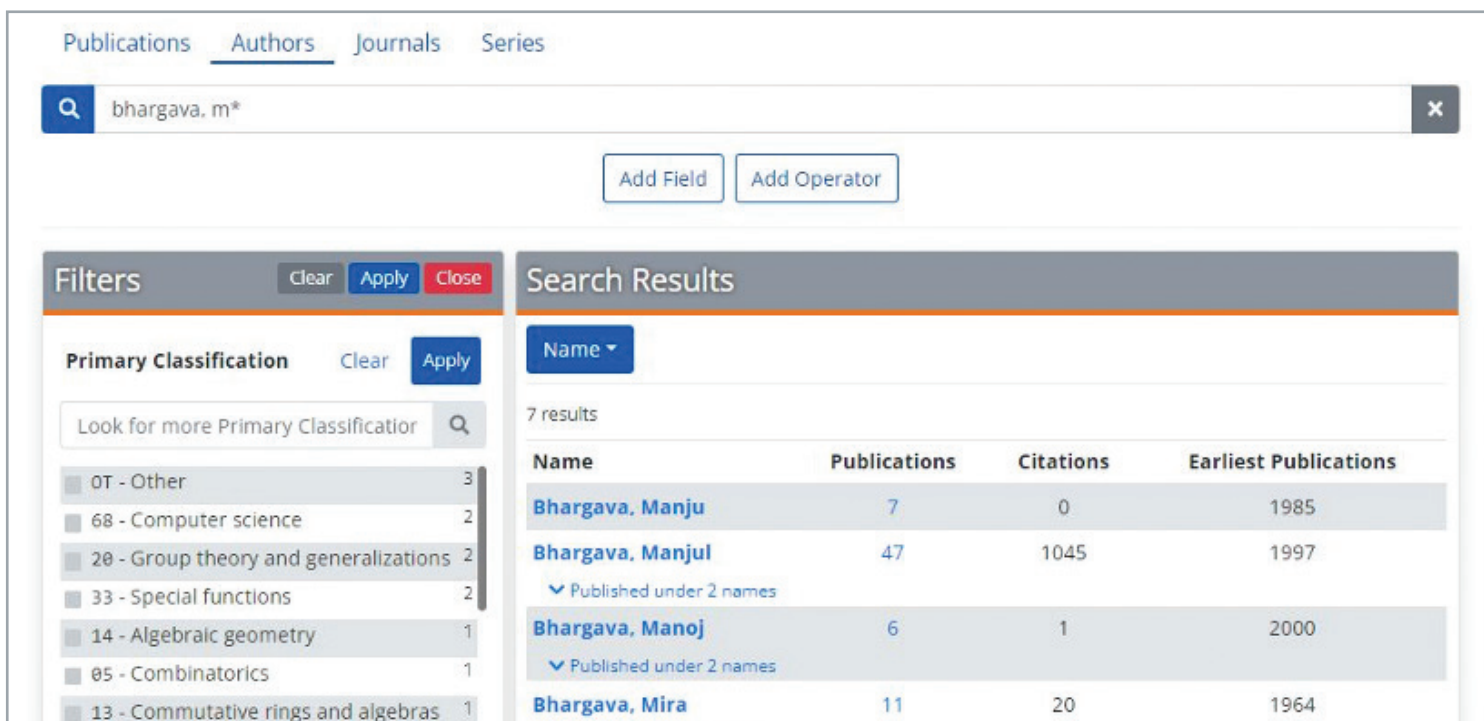 Publications Authors Journals Series
bhargava, m*
Add Field Add Operator
Filters Clear Apply Close
Primary Classification Clear Apply
Look for more Primary Classification
0T - Other 3
68 - Computer science 2
20 - Group theory and generalizations 2
33 - Special functions 2
14 - Algebraic geometry 1
05 - Combinatorics 1
13 - Commutative rings and algebras 1
Search Results
Name
7 results
Name Publications Citations Earliest Publications
Bhargava, Manju 7 0 1985
Bhargava, Manjul 47 1045 1997
Published under 2 names
Bhargava, Manoj 6 1 2000
Published under 2 names
Bhargava, Mira 11 20 1964